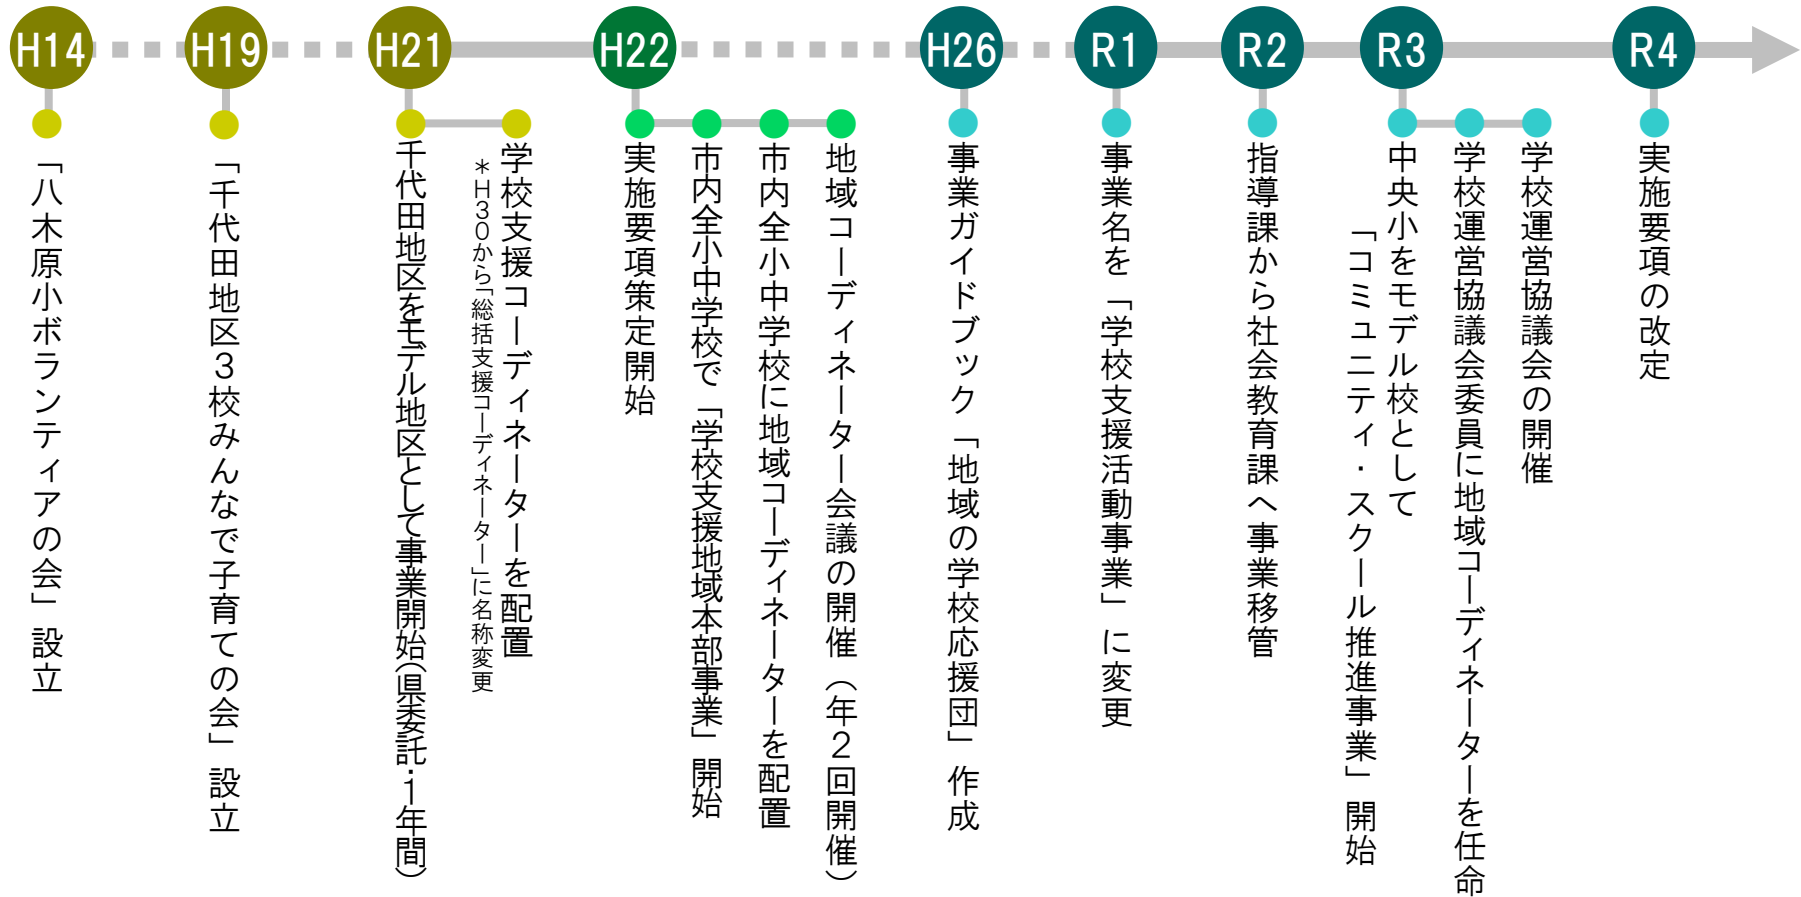 H14
「八木原小ボランティアの会」設立
H19
「千代田地区３校みんなで子育ての会」設立
H21
千代田地区をモデル地区として事業開始（県委託・１年間）
学校支援コーディネーターを配置
＊H30から「総括支援コーディネーター」に名称変更
H22
実施要項策定開始
市内全小中学校で「学校支援地域本部事業」開始
市内全小中学校に地域コーディネーターを配置
地域コーディネーター会議の開催（年２回開催）
H26
事業ガイドブック「地域の学校応援団」作成
R1
事業名を「学校支援活動事業」に変更
R2
指導課から社会教育課へ事業移管
R3
中央小をモデル校として
「コミュニティ・スクール推進事業」開始
学校運営協議会委員に地域コーディネーターを任命
学校運営協議会の開催
R4
実施要項の改定